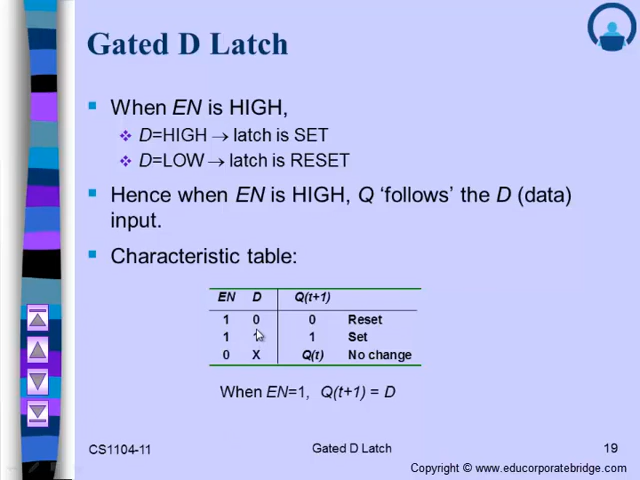 Gated D Latch
When EN is HIGH,
D=HIGH → latch is SET
D=LOW → latch is RESET
Hence when EN is HIGH, Q ‘follows’ the D (data)
input.
Characteristic table:
EN D Q(t+1)
1 0 0 Reset
1 1 Set
0 X Q(t) No change
When EN=1, Q(t+1) = D
CS1104-11 Gated D Latch 19
Copyright © www.educorporatebridge.com